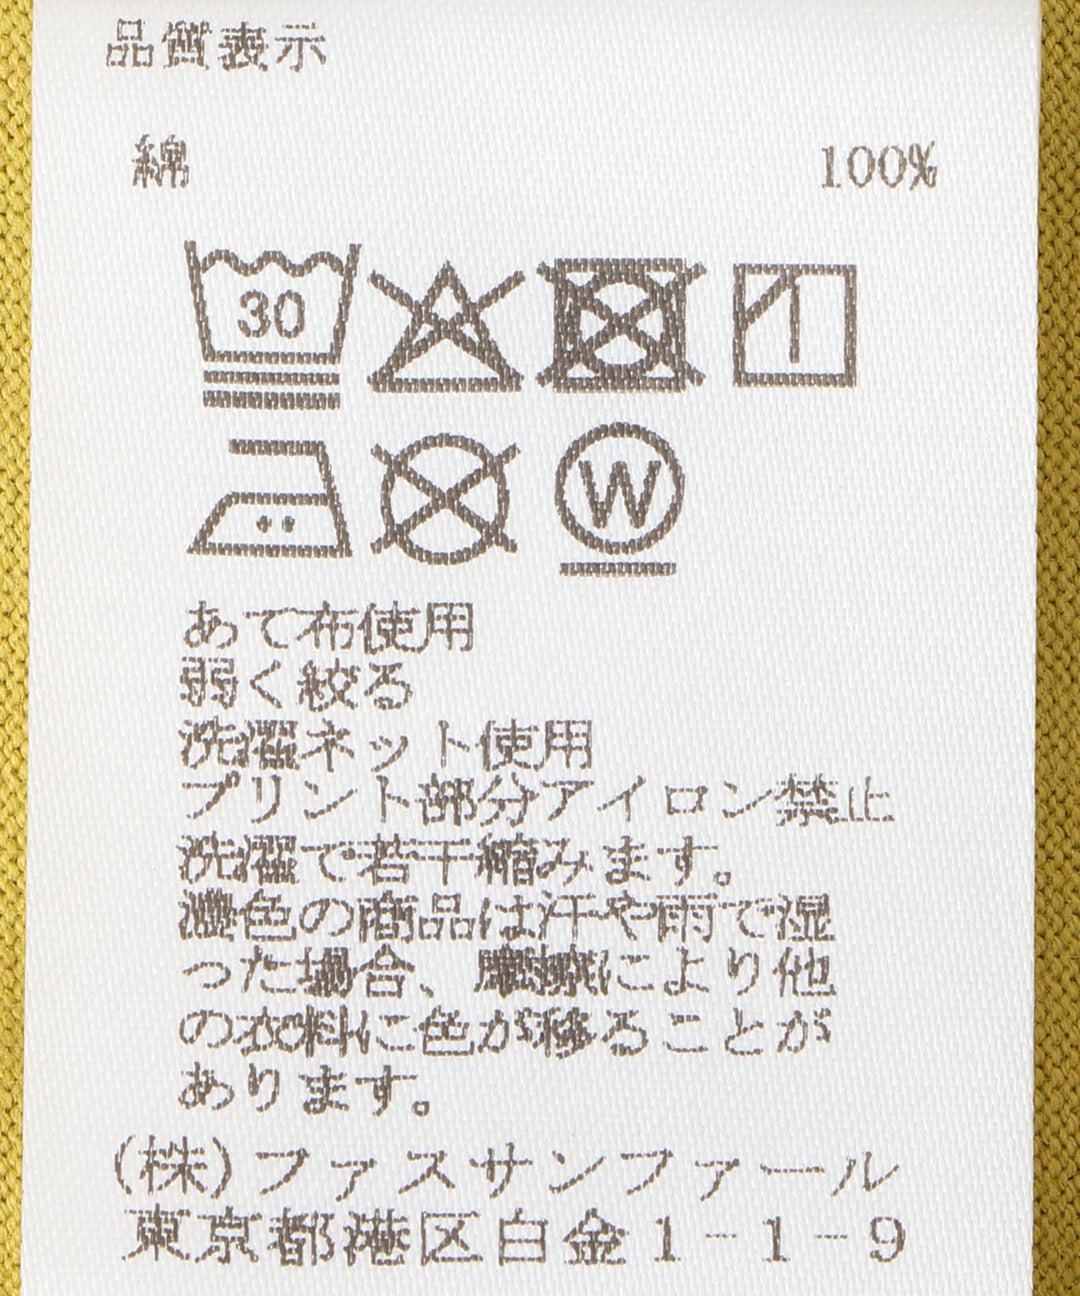 品質表示
綿 100%
30
W
あて布使用
弱く絞る
洗濯ネット使用
プリント部分アイロン禁止
洗濯で若干縮みます。
濃色の商品は汗や雨で湿
った場合、摩擦により他
の衣料に色が移ることが
あります。
(株)ファスサンファール
東京都港区白金1-1-9